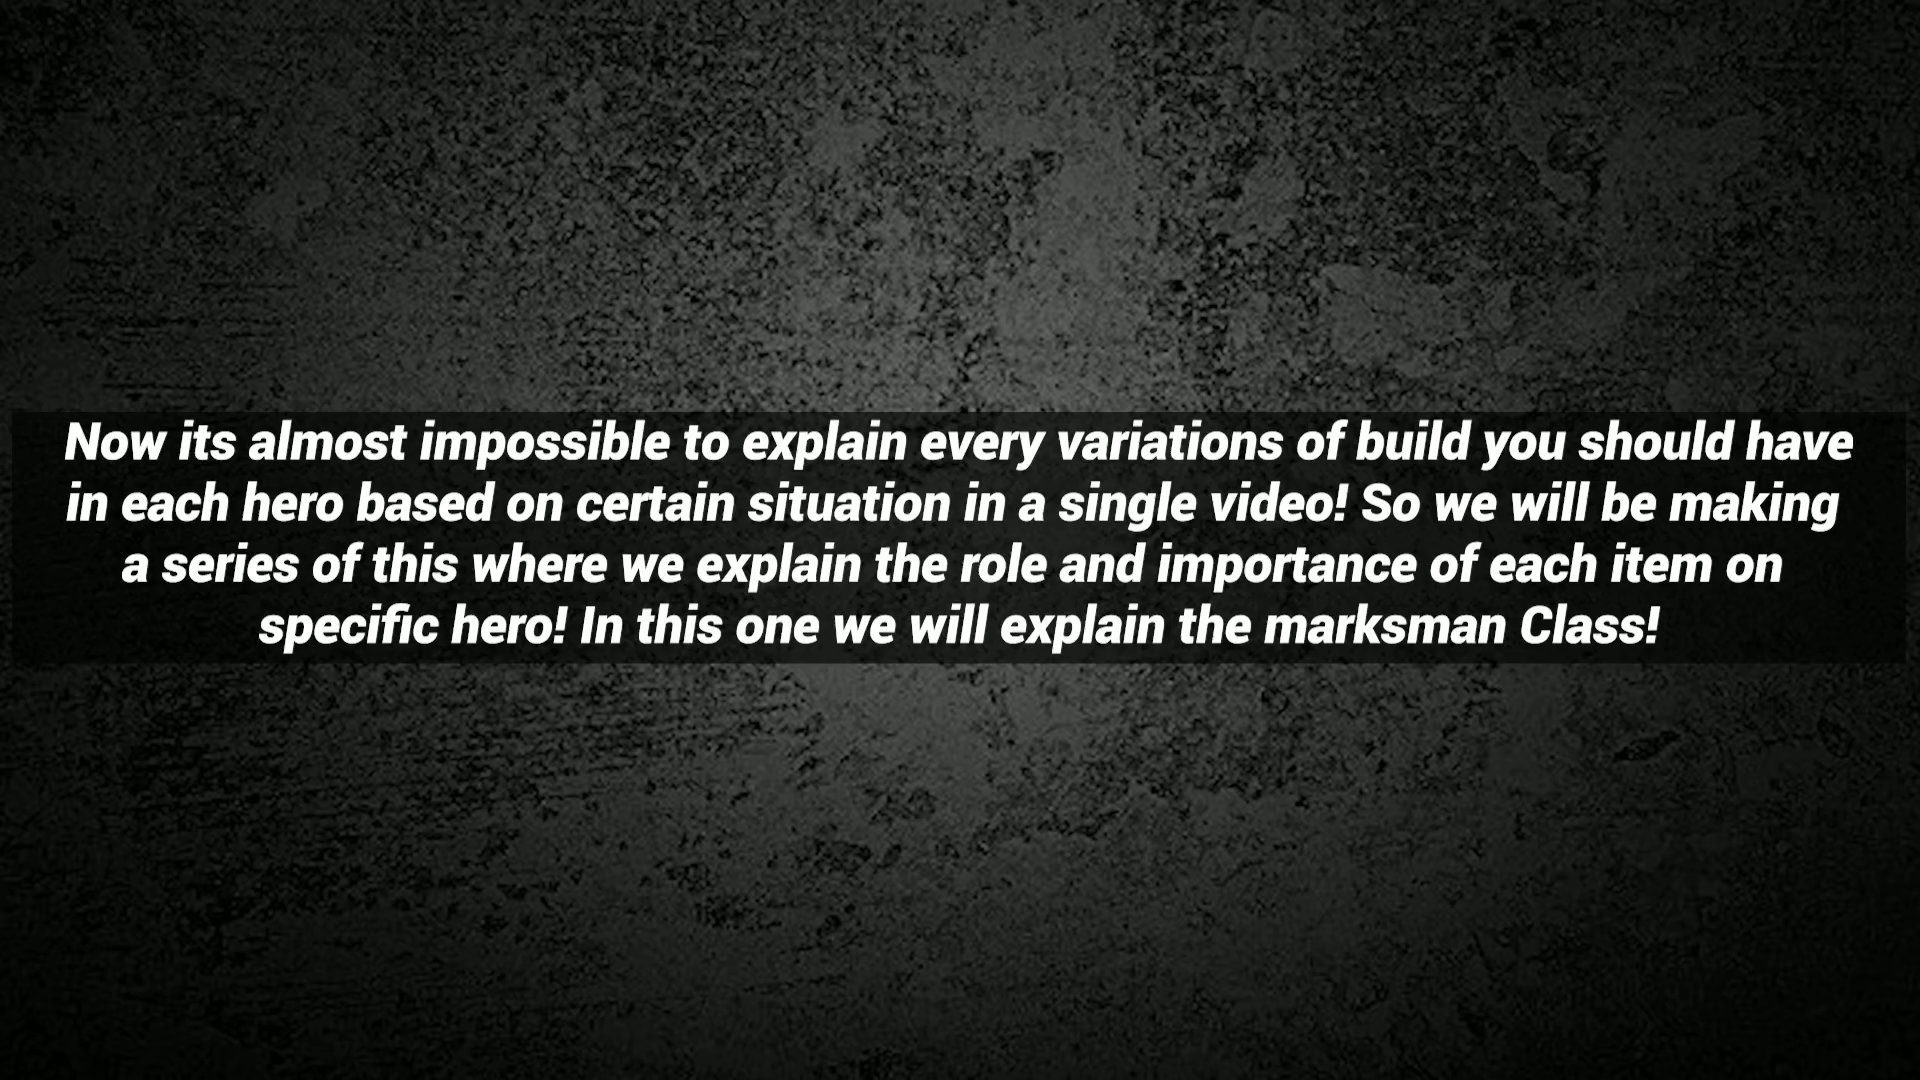 Now its almost impossible to explain every variations of build you should have
in each hero based on certain situation in a single video! So we will be making
a series of this where we explain the role and importance of each item on
specific hero! In this one we will explain the marksman Class!